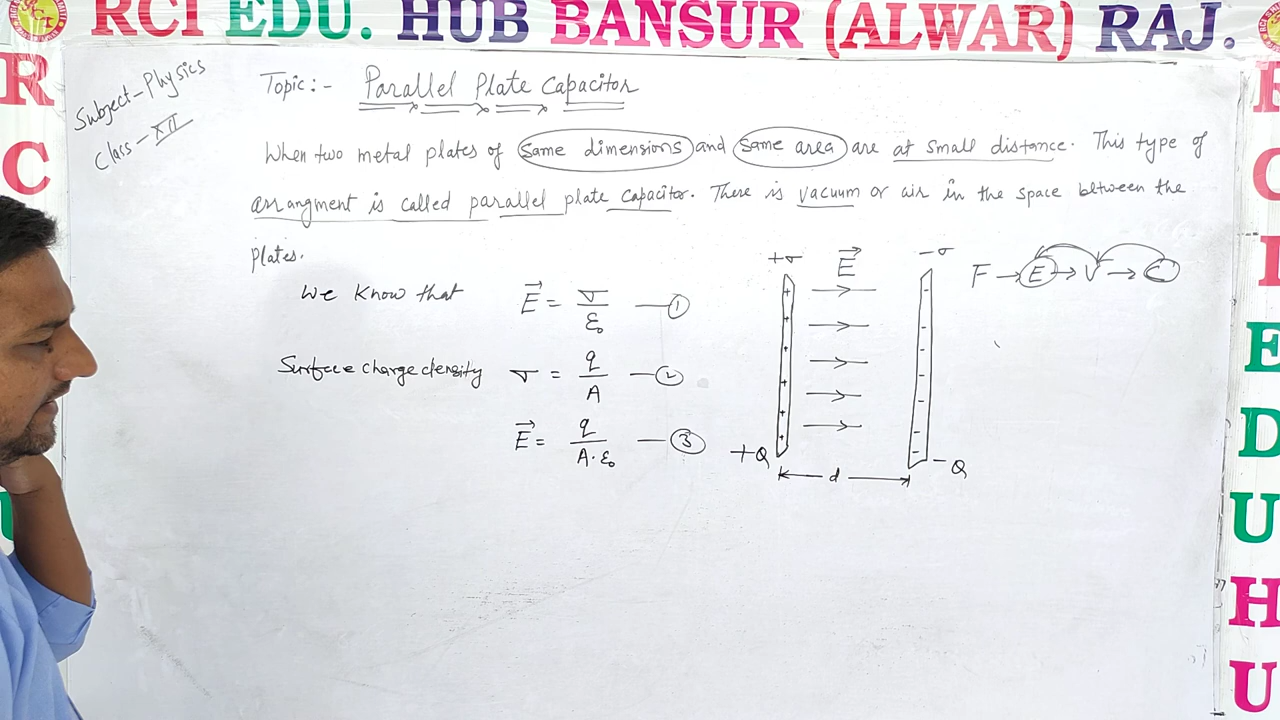 RCI EDU. HUB BANSUR (ALWAR) RAJ.
R
C
E
C
I
E
D
U
H
U
Subject-Physics
Class-XII
Topic:- Parallel Plate Capacitor
When two metal plates of same dimensions and same area are at small distance. This type of
arrangment is called parallel plate capacitor. There is vacuum or air in the space between the
plates.
We know that E = σ/ε₀ —①
Surface charge density σ = q/A —②
E = q/A·ε₀ —③
+σ E -σ
+ + + + + +
- - - - - - - -
+Q d -Q
F → E → V → C